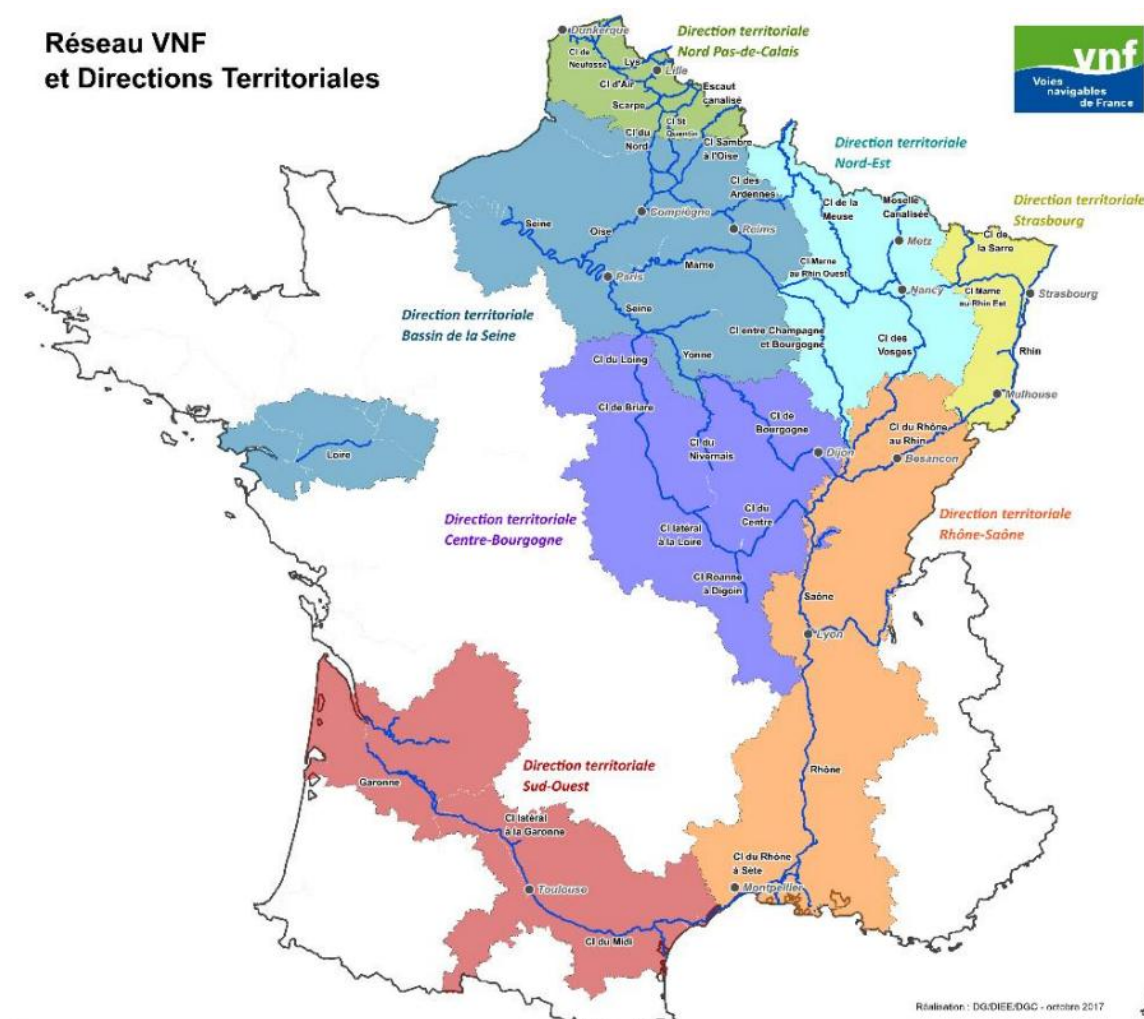 Réseau VNF
et Directions Territoriales
vnf
Voies
navigables
de France
Direction territoriale
Nord Pas-de-Calais
Dunkerque
Cl de
Neufossé
Lys
Lille
Cl d'Air
Escaut
canalisé
Scarpe
Cl St
Quentin
Cl du
Nord
Cl Sambre
à l'Oise
Direction territoriale
Nord-Est
Cl des
Ardennes
Cl de la
Meuse
Moselle
Canalisée
Direction territoriale
Strasbourg
Compiègne
Reims
Seine
Oise
Metz
Cl de
la Sarre
Marne
Cl Marne
au Rhin Ouest
Paris
Nancy
Cl Marne
au Rhin Est
Strasbourg
Direction territoriale
Bassin de la Seine
Seine
Cl entre Champagne
et Bourgogne
Cl des
Vosges
Rhin
Yonne
Cl du Loing
Mulhouse
Cl de Briare
Cl de
Bourgogne
Cl du Rhône
au Rhin
Loire
Cl du
Nivernais
Dijon
Besançon
Direction territoriale
Centre-Bourgogne
Cl latéral
à la Loire
Cl du
Centre
Direction territoriale
Rhône-Saône
Cl Roanne
à Digoin
Saône
Lyon
Direction territoriale
Sud-Ouest
Rhône
Garonne
Cl latéral
à la Garonne
Cl du Rhône
à Sète
Toulouse
Montpellier
Cl du Midi
Réalisation : DG/DIEE/DGC - octobre 2017